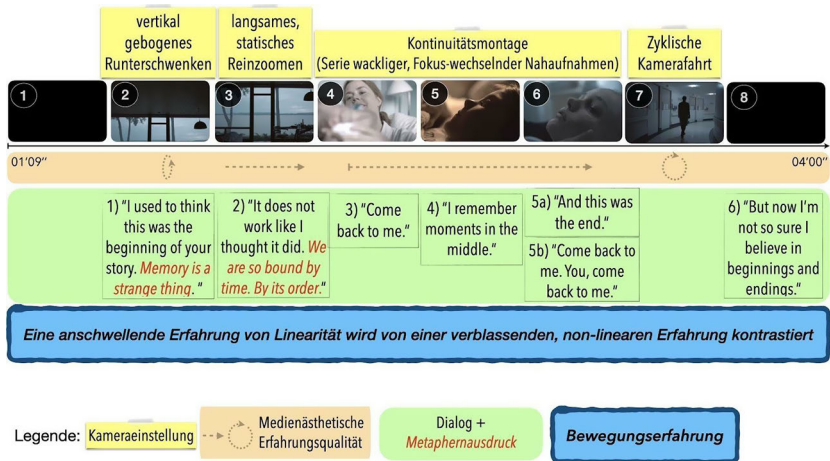 vertikal
gebogenes
Runterschwenken
langsames,
statisches
Reinzoomen
Kontinuitätsmontage
(Serie wackliger, Fokus-wechselnder Nahaufnahmen)
Zyklische
Kamerafahrt
1
2
3
4
5
6
7
8
01'09"
04'00"
1) “I used to think
this was the
beginning of your
story. Memory is a
strange thing. “
2) “It does not
work like I
thought it did. We
are so bound by
time. By its order.“
3) “Come
back to me.“
4) “I remember
moments in the
middle.“
5a) “And this was
the end.“
5b) “Come back to
me. You, come
back to me.“
6) “But now I’m
not so sure I
believe in
beginnings and
endings.“
Eine anschwellende Erfahrung von Linearität wird von einer verblassenden, non-linearen Erfahrung kontrastiert
Legende:
Kameraeinstellung
Medienästhetische
Erfahrungsqualität
Dialog +
Metaphernausdruck
Bewegungserfahrung